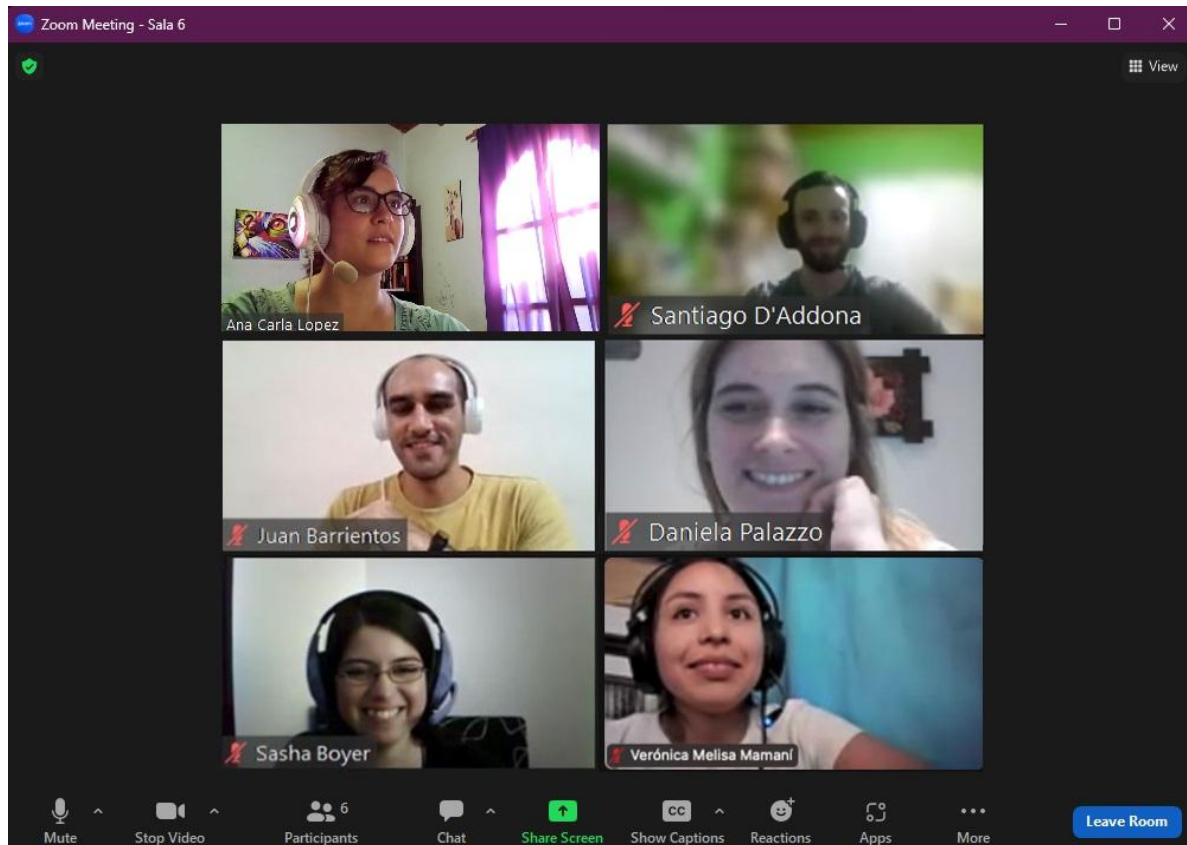 zoom Zoom Meeting - Sala 6
View
Ana Carla Lopez
Santiago D'Addona
Juan Barrientos
Daniela Palazzo
Sasha Boyer
Verónica Melisa Mamaní
6
CC
Mute
Stop Video
Participants
Chat
Share Screen
Show Captions
Reactions
Apps
More
Leave Room